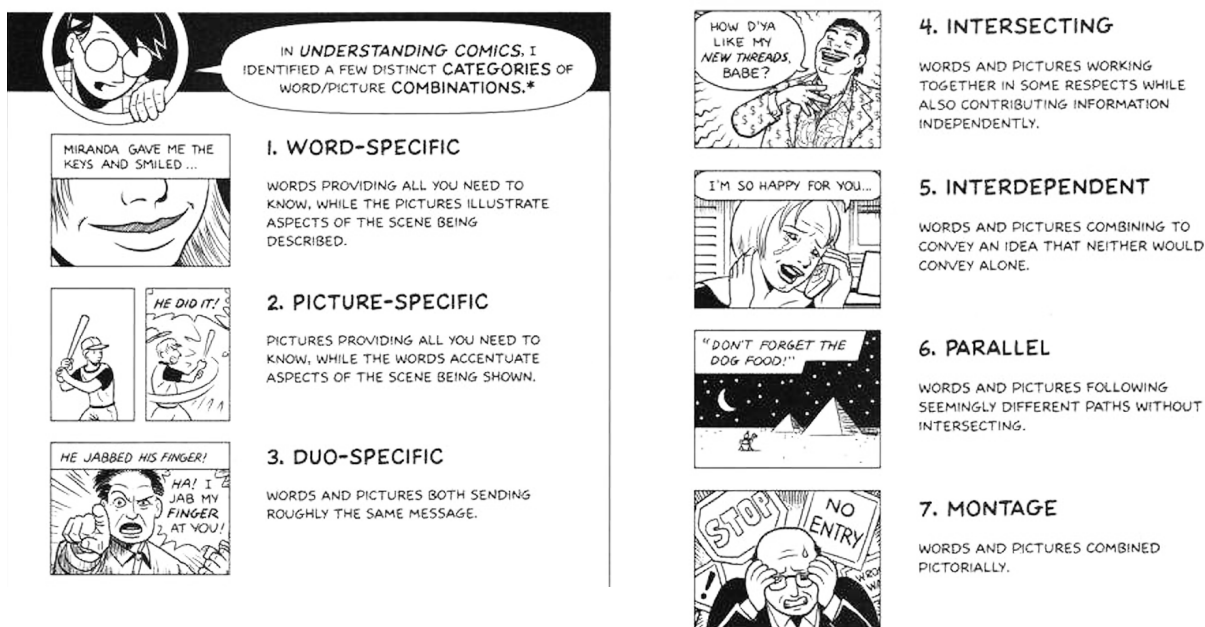 IN UNDERSTANDING COMICS, I
IDENTIFIED A FEW DISTINCT CATEGORIES OF
WORD/PICTURE COMBINATIONS.*
MIRANDA GAVE ME THE
KEYS AND SMILED ...
1. WORD-SPECIFIC
WORDS PROVIDING ALL YOU NEED TO
KNOW, WHILE THE PICTURES ILLUSTRATE
ASPECTS OF THE SCENE BEING
DESCRIBED.
HE DID IT!
2. PICTURE-SPECIFIC
PICTURES PROVIDING ALL YOU NEED TO
KNOW, WHILE THE WORDS ACCENTUATE
ASPECTS OF THE SCENE BEING SHOWN.
HE JABBED HIS FINGER!
HA! I
JAB MY
FINGER
AT YOU!
3. DUO-SPECIFIC
WORDS AND PICTURES BOTH SENDING
ROUGHLY THE SAME MESSAGE.
HOW D'YA
LIKE MY
NEW THREADS,
BABE?
4. INTERSECTING
WORDS AND PICTURES WORKING
TOGETHER IN SOME RESPECTS WHILE
ALSO CONTRIBUTING INFORMATION
INDEPENDENTLY.
I'M SO HAPPY FOR YOU...
5. INTERDEPENDENT
WORDS AND PICTURES COMBINING TO
CONVEY AN IDEA THAT NEITHER WOULD
CONVEY ALONE.
"DON'T FORGET THE
DOG FOOD!"
6. PARALLEL
WORDS AND PICTURES FOLLOWING
SEEMINGLY DIFFERENT PATHS WITHOUT
INTERSECTING.
STOP
NO
ENTRY
!
7. MONTAGE
WORDS AND PICTURES COMBINED
PICTORIALLY.